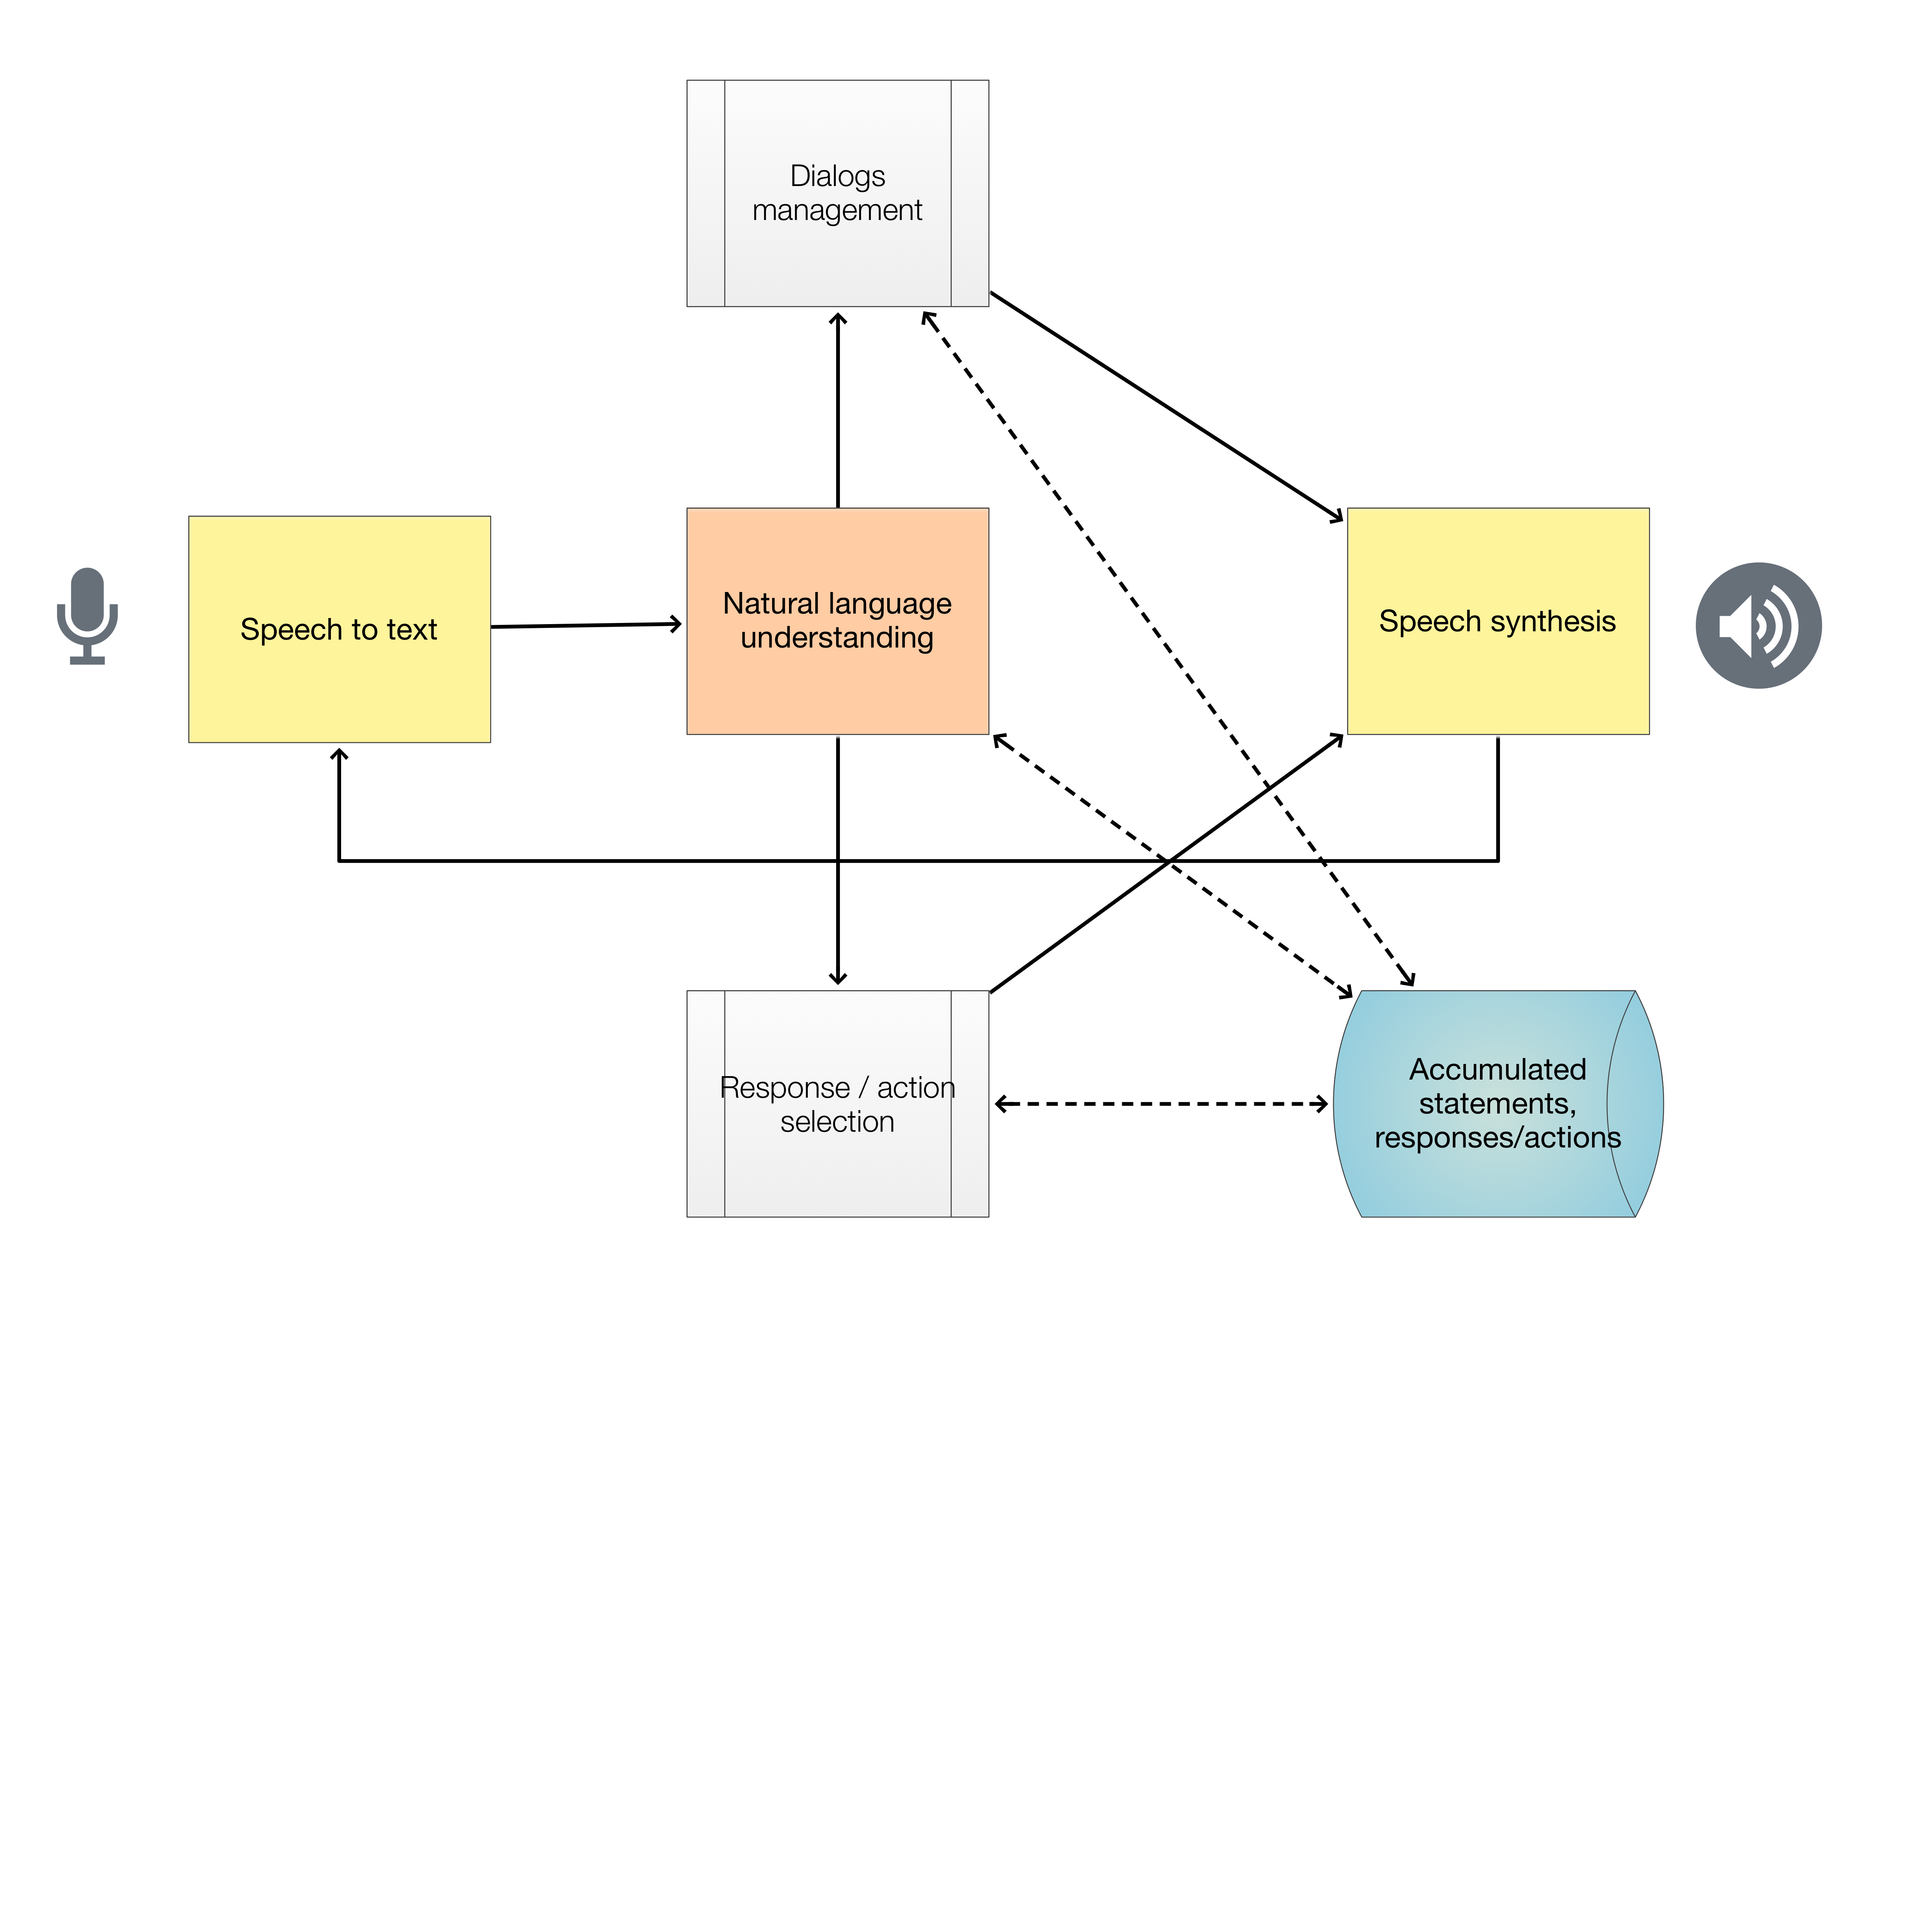 Dialogs
management
Speech to text
Natural language
understanding
Speech synthesis
Response / action
selection
Accumulated
statements,
responses/actions